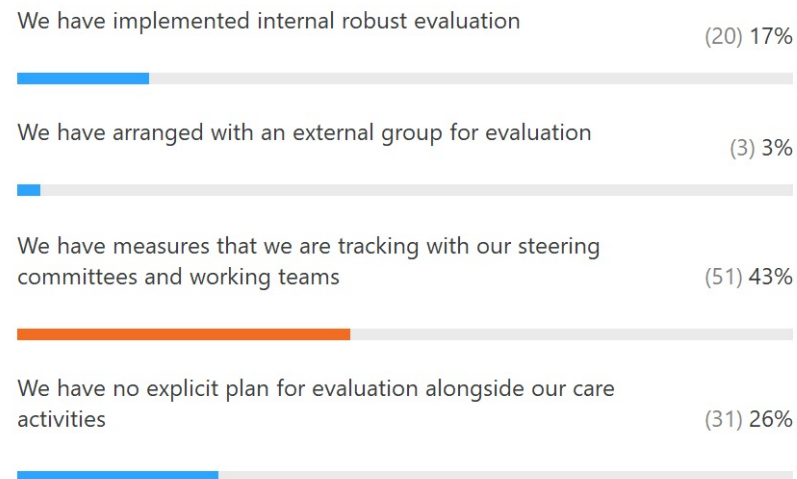 We have implemented internal robust evaluation
(20) 17%
We have arranged with an external group for evaluation
(3) 3%
We have measures that we are tracking with our steering
committees and working teams
(51) 43%
We have no explicit plan for evaluation alongside our care
activities
(31) 26%